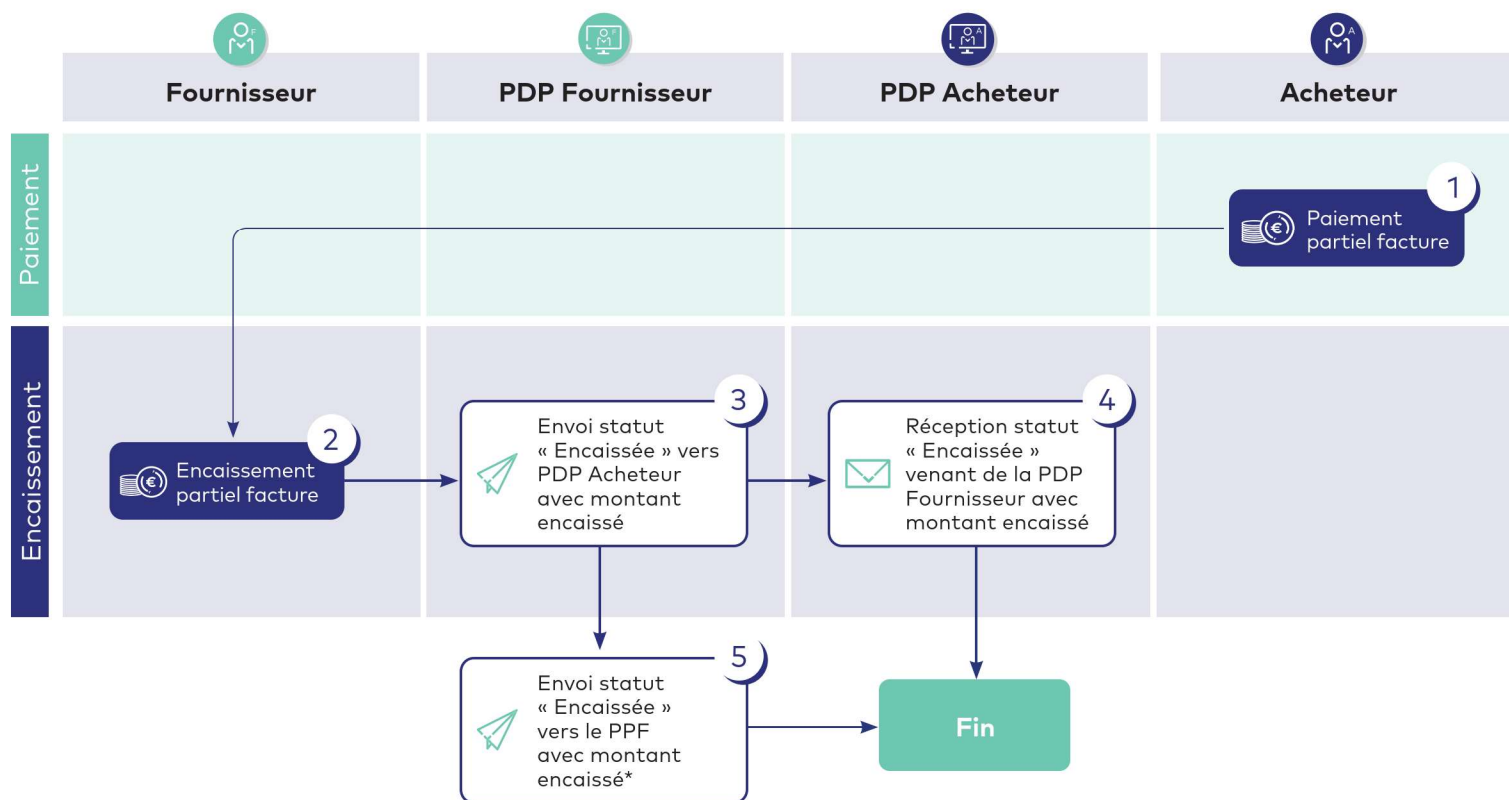 F
F
A
A
Fournisseur
PDP Fournisseur
PDP Acheteur
Acheteur
Paiement
1
Paiement
partiel facture
Encaissement
2
Encaissement
partiel facture
3
Envoi statut
« Encaissée » vers
PDP Acheteur
avec montant
encaissé
4
Réception statut
« Encaissée »
venant de la PDP
Fournisseur avec
montant encaissé
5
Envoi statut
« Encaissée »
vers le PPF
avec montant
encaissé*
Fin